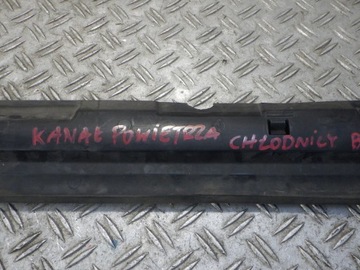 KANAŁ POWIETRZA CHŁODNICY B